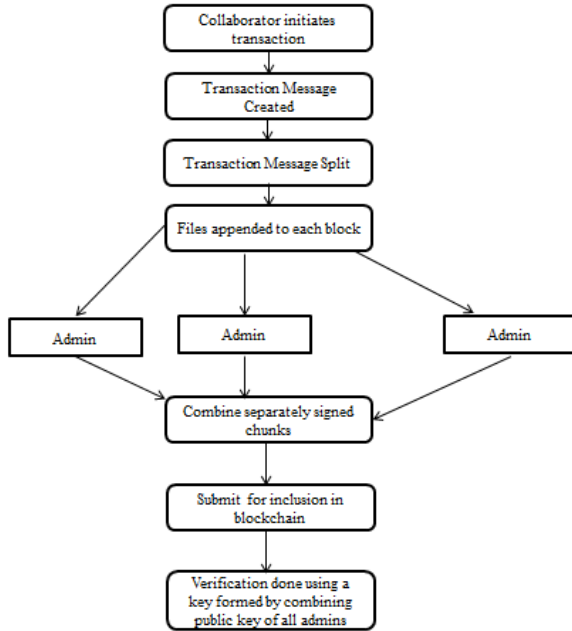 Collaborator initiates
transaction
Transaction Message
Created
Transaction Message Split
Files appended to each block
Admin
Admin
Admin
Combine separately signed
chunks
Submit for inclusion in
blockchain
Verification done using a
key formed by combining
public key of all admins